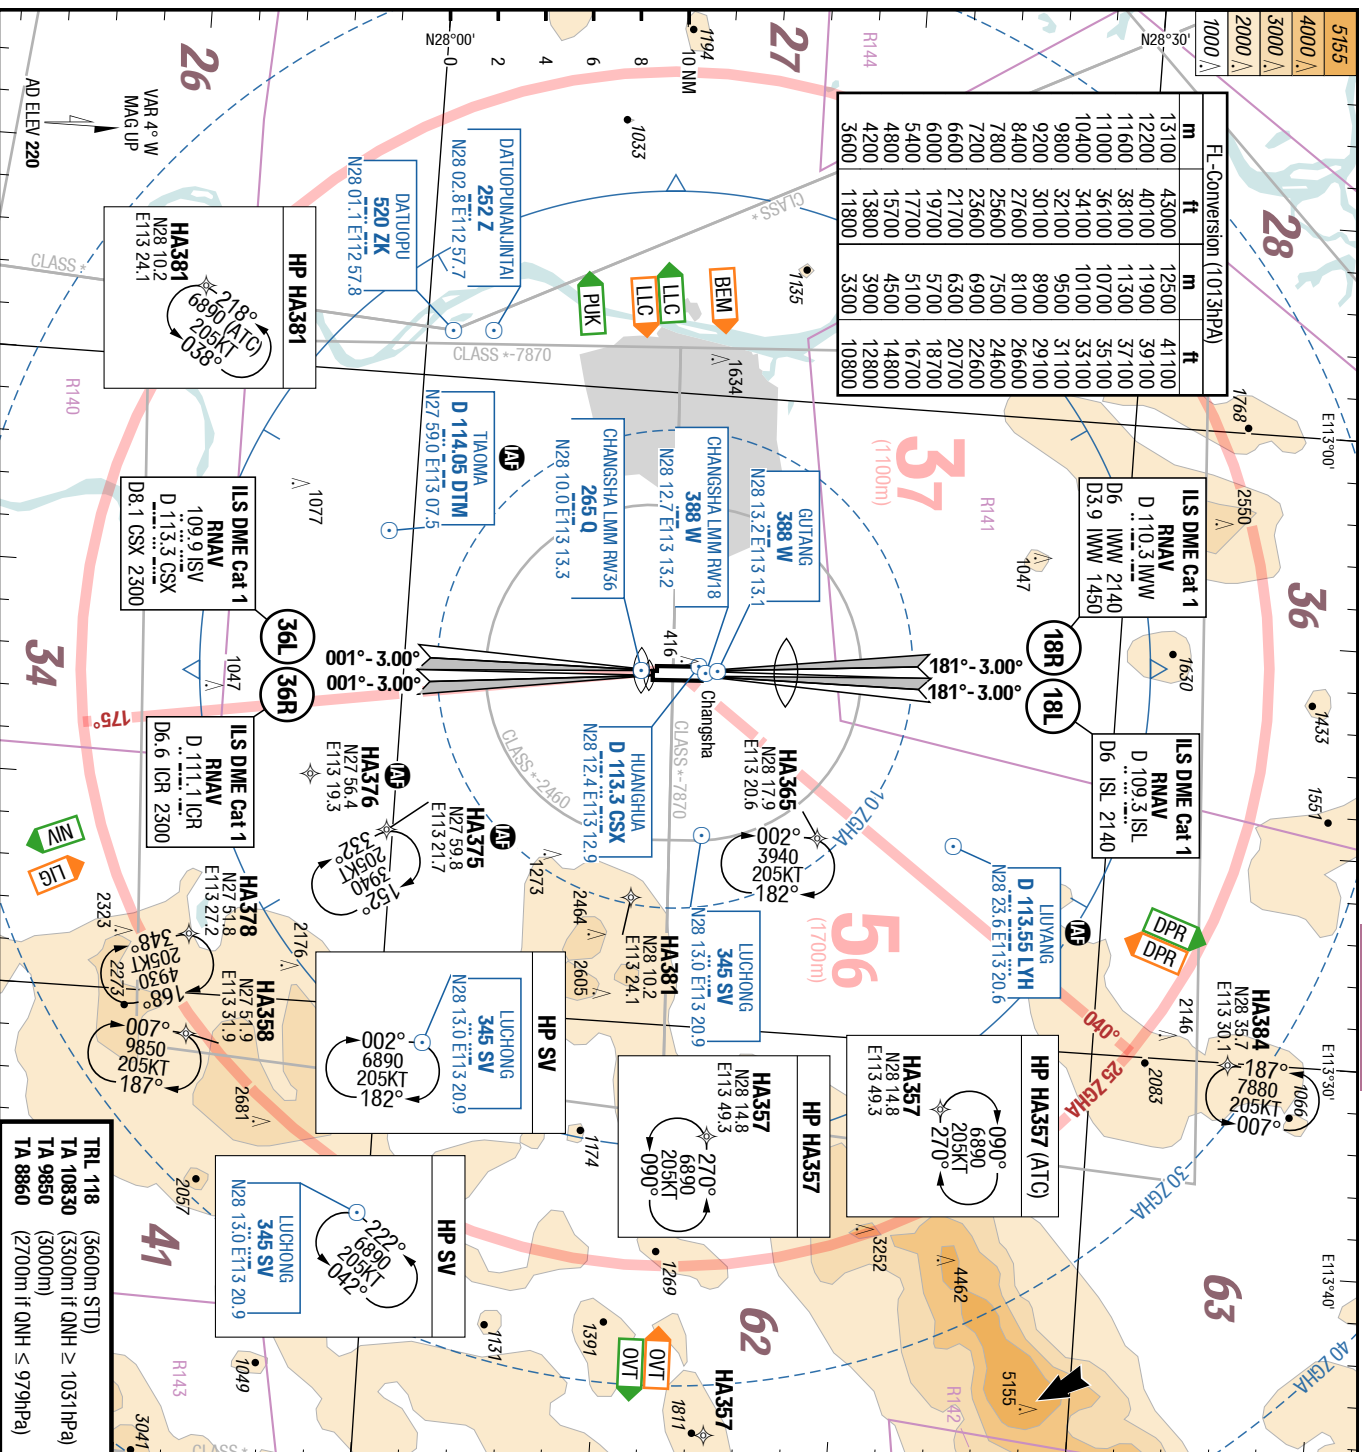 5155
4000
3000
2000
1000
FL-Conversion (1013hPA)
m ft m ft
13100 43000 12500 41100
12200 40100 11900 39100
11600 38100 11300 37100
11000 36100 10700 35100
10400 34100 10100 33100
9800 32100 9500 31100
9200 30100 8900 29100
8400 27600 8100 26600
7800 25600 7500 24600
7200 23600 6900 22600
6600 21700 6300 20700
6000 19700 5700 18700
5400 17700 5100 16700
4800 15700 4500 14800
4200 13800 3900 12800
3600 11800 3300 10800
N28°30'
R144
27
1194
10 NM
8
6
4
2
0
N28°00'
26
VAR 4° W
MAG UP
AD ELEV 220
28
1033
1135
CLASS *
DATUOPUNANJINTAI
252 Z
N28 02.8 E112 57.7
DATUOPU
520 ZK
N28 01.1 E112 57.8
HP HA381
218°
6890 (ATC)
205KT
038°
HA381
N28 10.2
E113 24.1
CLASS *
BEM
LLC
LLC
PUK
CLASS *-7870
1634
1768
E113°00'
R140
37
(1100m)
R141
2550
36
TIAOMA
D 114.05 DTM
N27 59.0 E113 07.5
IAF
CHANGSHA LMM RW36
265 Q
N28 10.0 E113 13.3
CHANGSHA LMM RW18
388 W
N28 12.7 E113 13.2
GUTANG
388 W
N28 13.2 E113 13.1
1047
1077
ILS DME Cat 1
RNAV
D 110.3 IWW
D6 IWW 2140
D3.9 IWW 1450
18R
18L
ILS DME Cat 1
RNAV
D 109.3 ISL
D6 ISL 2140
1630
1433
1551
181° - 3.00°
181° - 3.00°
416
Changsha
001° - 3.00°
001° - 3.00°
ILS DME Cat 1
RNAV
109.9 ISV
D 113.3 CSX
D8.1 CSX 2300
36L
36R
ILS DME Cat 1
RNAV
D 111.1 ICR
D6.6 ICR 2300
34
1047
175°
HUANGHUA
D 113.3 CSX
N28 12.4 E113 12.9
CLASS *-2460
CLASS *-7870
10 ZGHA
HA365
N28 17.9
E113 20.6
002°
3940
205KT
182°
HA376
N27 56.4
E113 19.3
IAF
HA375
N27 59.8
E113 21.7
IAF
152°
3940
205KT
332°
NIV
LIG
1273
2464
2605
HA381
N28 10.2
E113 24.1
LUCHONG
345 SV
N28 13.0 E113 20.9
56
(1700m)
LIUYANG
D 113.55 LYH
N28 23.6 E113 20.6
IAF
DPR
DPR
040°
25 ZGHA
2146
2083
HA384
N28 35.7
E113 30.1
187°
7880
205KT
007°
1066
E113°30'
2323
2176
HA378
N27 51.8
E113 27.2
348°
205KT
4930
168°
2273
HA358
N27 51.9
E113 31.9
007°
9850
205KT
187°
2681
HP SV
LUCHONG
345 SV
N28 13.0 E113 20.9
002°
6890
205KT
182°
1174
HP HA357
HA357
N28 14.8
E113 49.3
270°
6890
205KT
090°
HP HA357 (ATC)
HA357
N28 14.8
E113 49.3
090°
6890
205KT
270°
30 ZGHA
2057
41
HP SV
LUCHONG
345 SV
N28 13.0 E113 20.9
222°
6890
205KT
042°
1269
3252
4462
63
E113°40'
40 ZGHA
62
1391
1131
OVT
OVT
HA357
1811
5155
R142
1049
R143
3041
CLASS *
TRL 118 (3600m STD)
TA 10830 (3300m if QNH ≥ 1031hPa)
TA 9850 (3000m)
TA 8860 (2700m if QNH ≤ 979hPa)